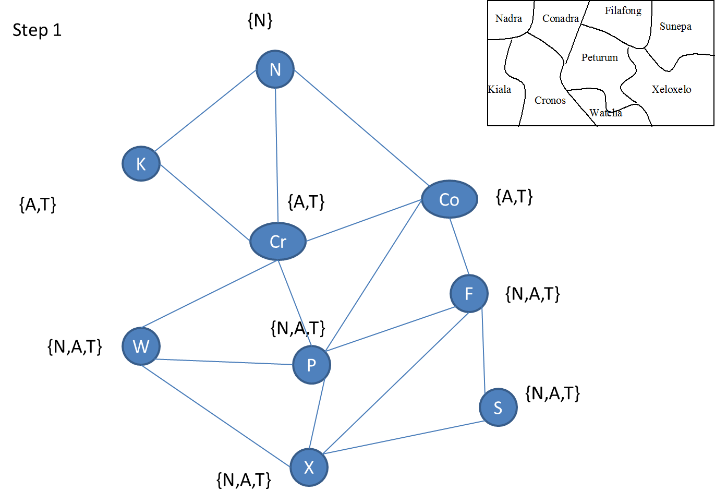 Step 1
{N}
N
K
{A,T}
{A,T}
Co
{A,T}
Cr
F
{N,A,T}
{N,A,T}
W
{N,A,T}
P
{N,A,T}
S
X
{N,A,T}
Nadra
Conadra
Filafong
Sunepa
Peturum
Kiala
Cronos
Xeloxelo
Watcha